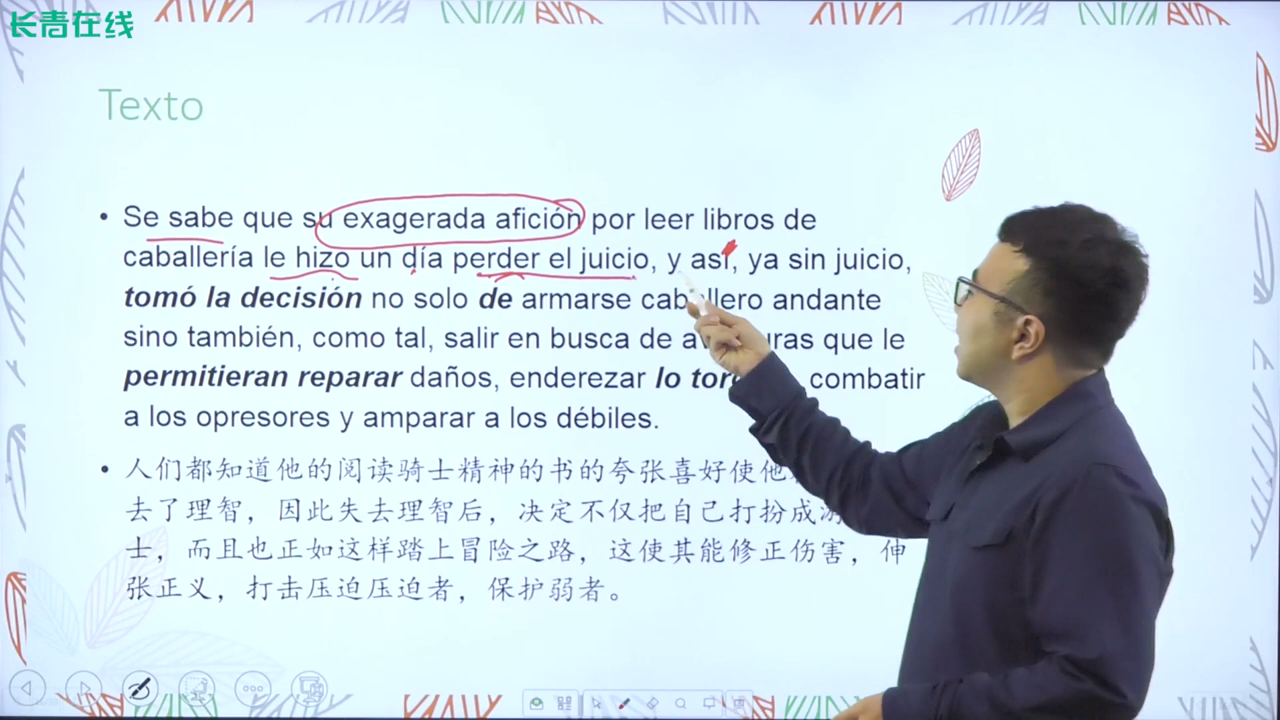 长青在线
Texto
• Se sabe que su exagerada afición por leer libros de
caballería le hizo un día perder el juicio, y así, ya sin juicio,
tomó la decisión no solo de armarse caballero andante
sino también, como tal, salir en busca de que le
permitieran reparar daños, enderezar lo combatir
a los opresores y amparar a los débiles.
• 人们都知道他的阅读骑士精神的书的夸张喜好使他
去了理智，因此失去理智后，决定不仅把自己打扮成
士，而且也正如这样踏上冒险之路，这使其能修正伤害，伸
张正义，打击压迫压迫者，保护弱者。